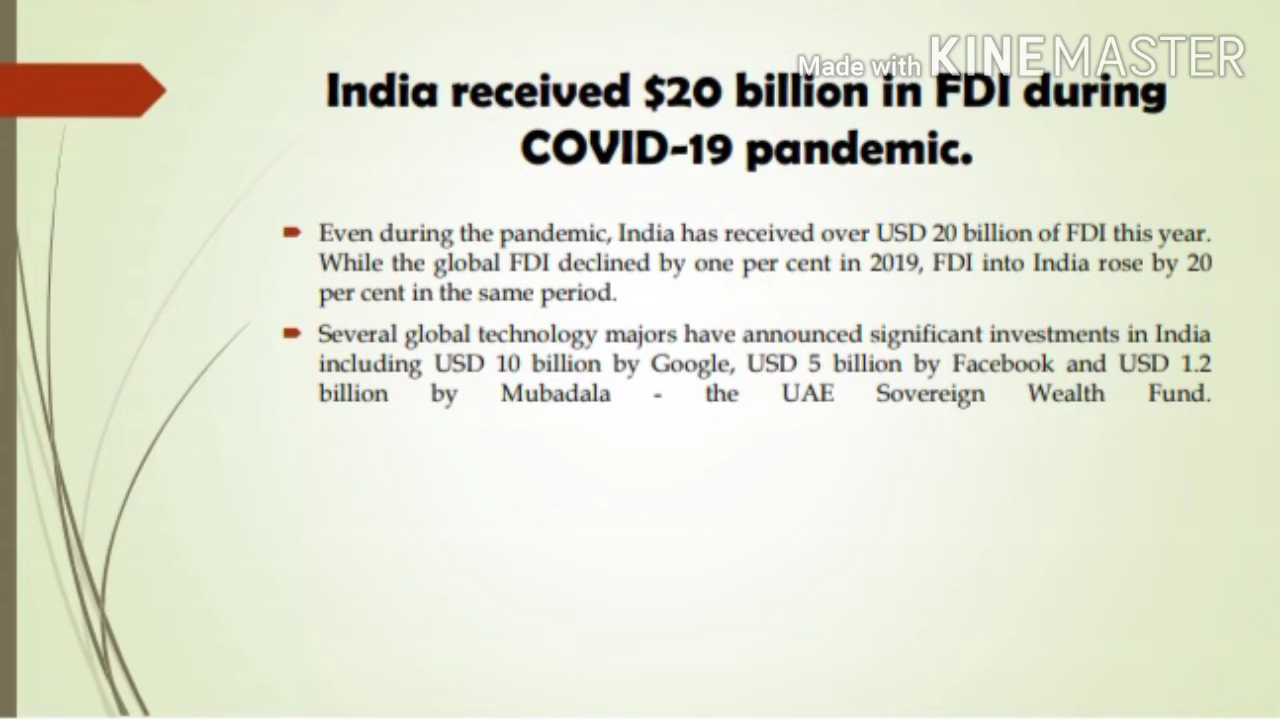 Made with KINEMASTER
India received $20 billion in FDI during
COVID-19 pandemic.
Even during the pandemic, India has received over USD 20 billion of FDI this year.
While the global FDI declined by one per cent in 2019, FDI into India rose by 20
per cent in the same period.
Several global technology majors have announced significant investments in India
including USD 10 billion by Google, USD 5 billion by Facebook and USD 1.2
billion by Mubadala - the UAE Sovereign Wealth Fund.